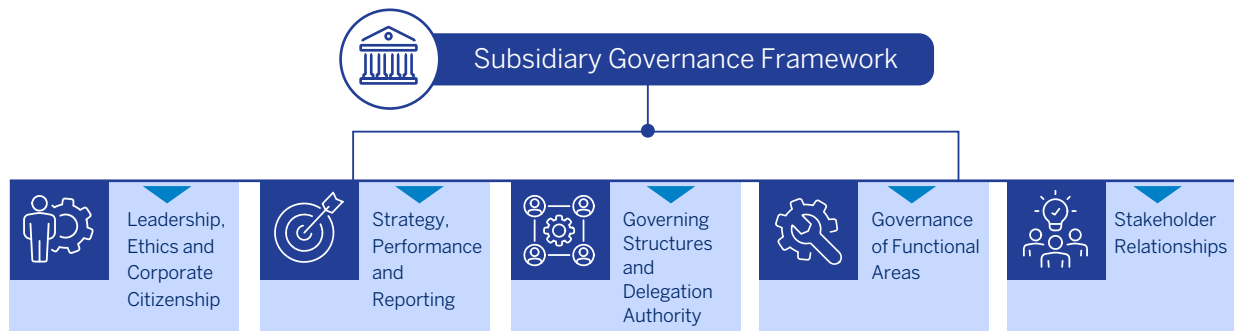 Subsidiary Governance Framework
Leadership,
Ethics and
Corporate
Citizenship
Strategy,
Performance
and
Reporting
Governing
Structures
and
Delegation
Authority
Governance
of Functional
Areas
Stakeholder
Relationships